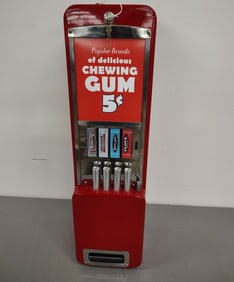 Popular Brands
of delicious
CHEWING
GUM
5¢